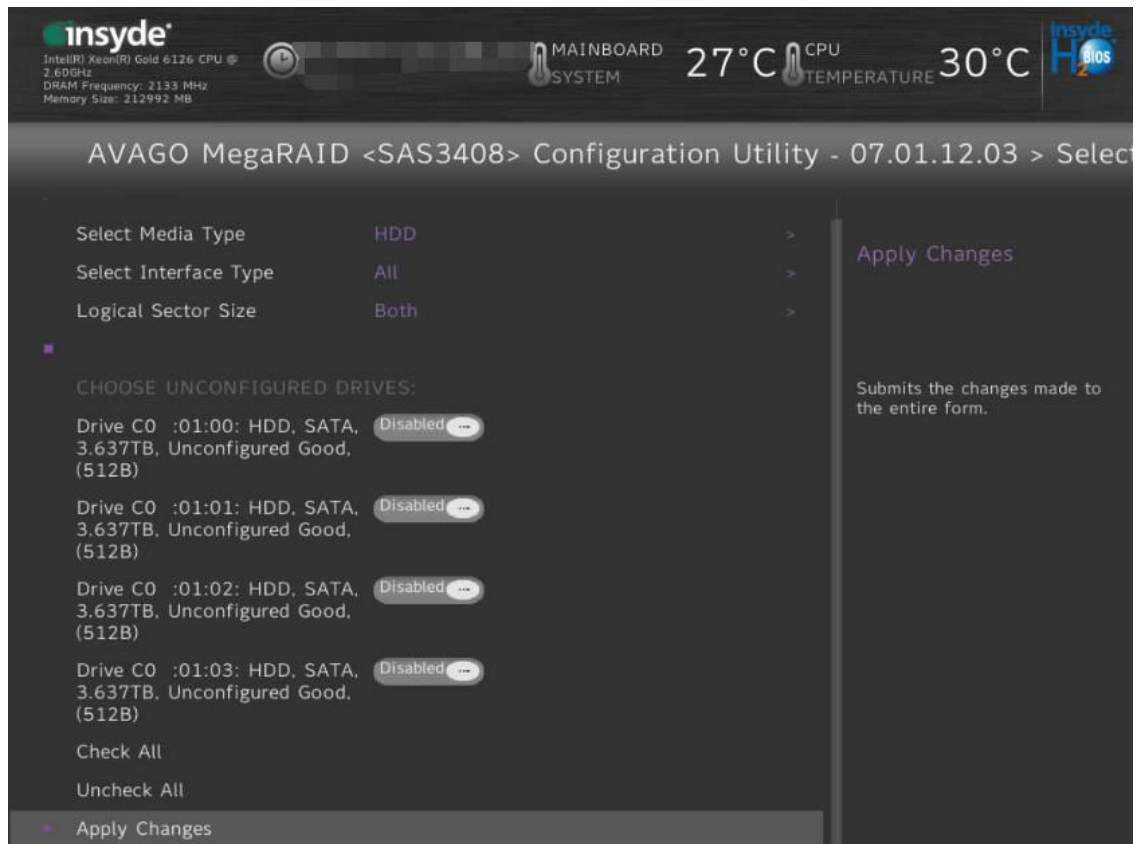 insyde®
Intel(R) Xeon(R) Gold 6126 CPU @
2.60GHz
DRAM Frequency: 2133 MHz
Memory Size: 212992 MB
MAINBOARD
SYSTEM
27°C
CPU
TEMPERATURE
30°C
insyde
H2BIOS
AVAGO MegaRAID <SAS3408> Configuration Utility - 07.01.12.03 > Select
Select Media Type HDD >
Select Interface Type All >
Logical Sector Size Both >
CHOOSE UNCONFIGURED DRIVES:
Drive C0 :01:00: HDD, SATA, Disabled
3.637TB, Unconfigured Good,
(512B)
Drive C0 :01:01: HDD, SATA, Disabled
3.637TB, Unconfigured Good,
(512B)
Drive C0 :01:02: HDD, SATA, Disabled
3.637TB, Unconfigured Good,
(512B)
Drive C0 :01:03: HDD, SATA, Disabled
3.637TB, Unconfigured Good,
(512B)
Check All
Uncheck All
Apply Changes
Apply Changes
Submits the changes made to
the entire form.